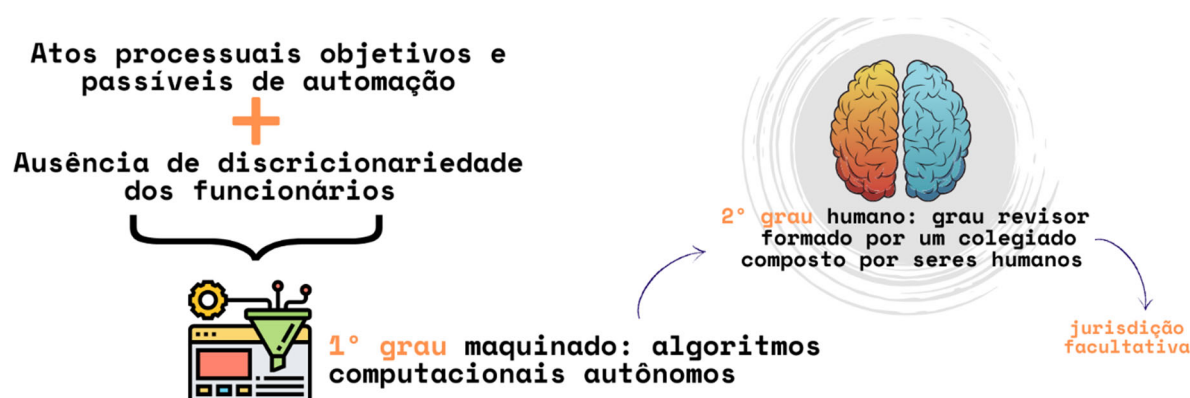 Atos processuais objetivos e
passíveis de automação
+
Ausência de discricionariedade
dos funcionários
1° grau maquinado: algoritmos
computacionais autônomos
2° grau humano: grau revisor
formado por um colegiado
composto por seres humanos
jurisdição
facultativa